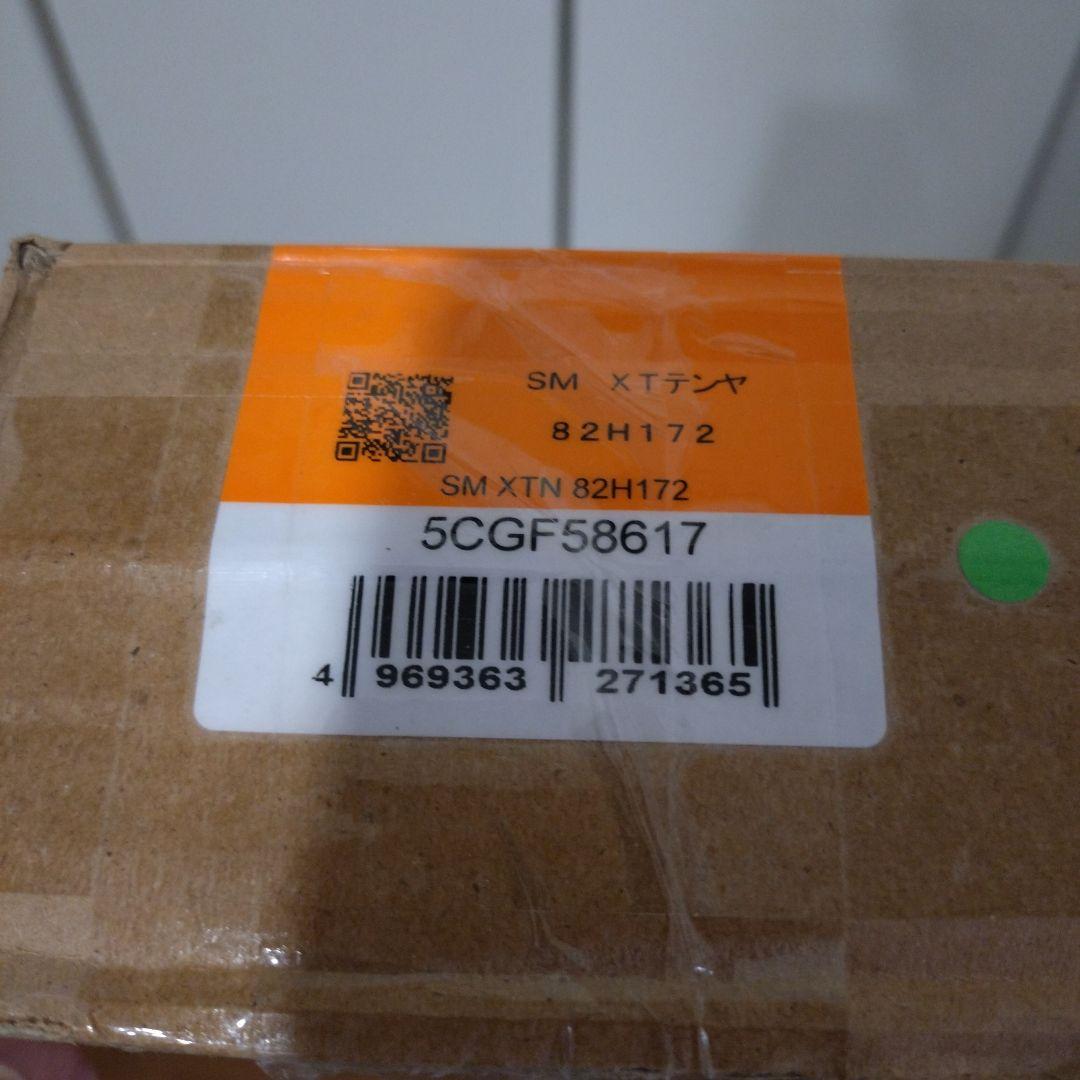 SM XTテンヤ
82H172
SM XTN 82H172
5CGF58617
4 969363 271365